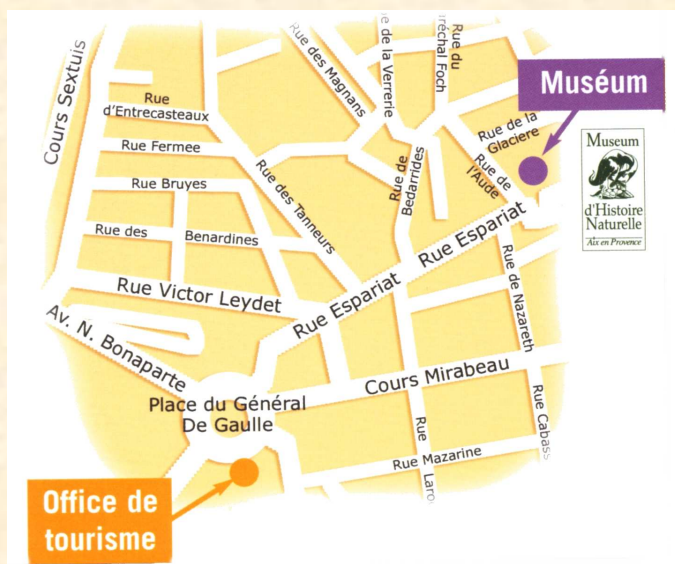 Cours Sextuis
Rue
d'Entrecasteaux
Rue Fermee
Rue Bruyes
Rue des Benardines
Rue Victor Leydet
Av. N. Bonaparte
Rue des Tanneurs
Rue des Magnans
e de la Verrerie
Rue du
aréchal Foch
Rue de
Bedarrides
Rue de la
Glaciere
Rue de
l'Aude
Muséum
Museum
d'Histoire
Naturelle
Aix en Provence
Rue Espariat
Rue Espariat
Rue de Nazareth
Cours Mirabeau
Place du Général
De Gaulle
Rue Mazarine
Rue
Laro
Rue Cabass
Office de
tourisme